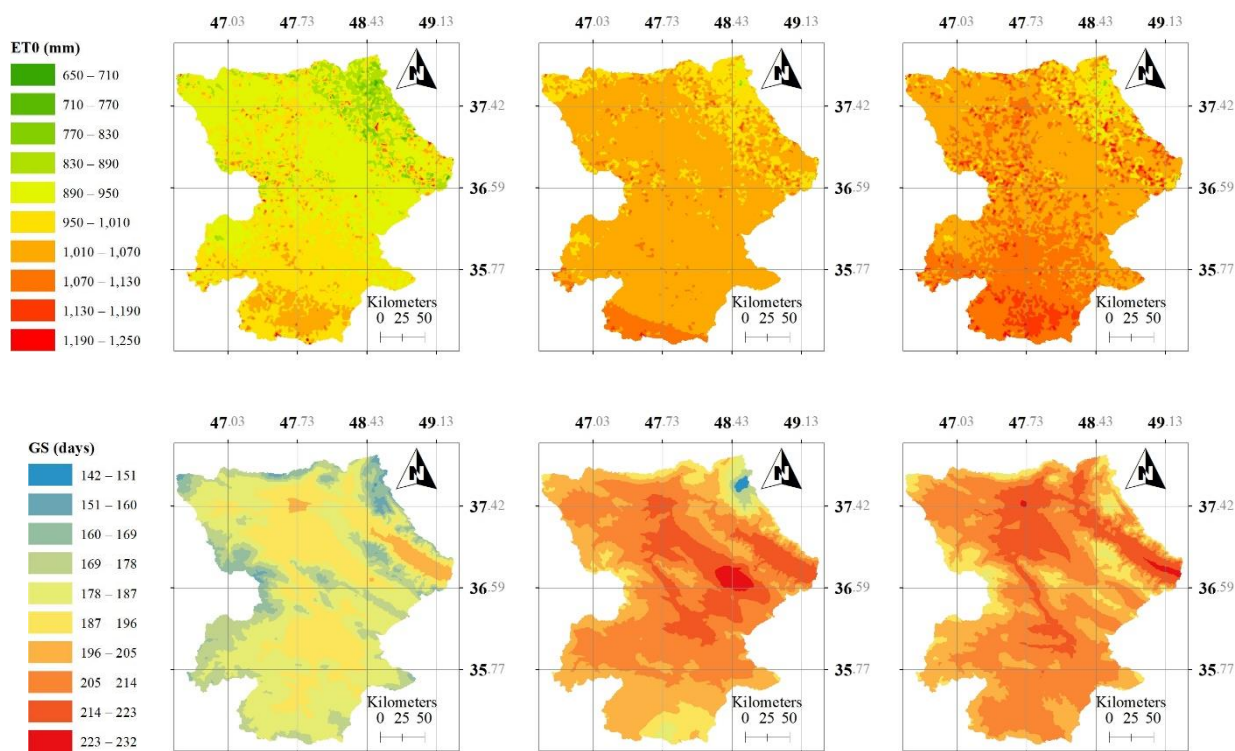 47.03 47.73 48.43 49.13 47.03 47.73 48.43 49.13 47.03 47.73 48.43 49.13
ET0 (mm)
650 – 710
710 – 770
770 – 830
830 – 890
890 – 950
950 – 1,010
1,010 – 1,070
1,070 – 1,130
1,130 – 1,190
1,190 – 1,250
N
37.42
36.59
35.77
Kilometers
0 25 50
N
37.42
36.59
35.77
Kilometers
0 25 50
N
37.42
36.59
35.77
Kilometers
0 25 50
47.03 47.73 48.43 49.13 47.03 47.73 48.43 49.13 47.03 47.73 48.43 49.13
GS (days)
142 – 151
151 – 160
160 – 169
169 – 178
178 – 187
187 – 196
196 – 205
205 – 214
214 – 223
223 – 232
N
37.42
36.59
35.77
Kilometers
0 25 50
N
37.42
36.59
35.77
Kilometers
0 25 50
N
37.42
36.59
35.77
Kilometers
0 25 50